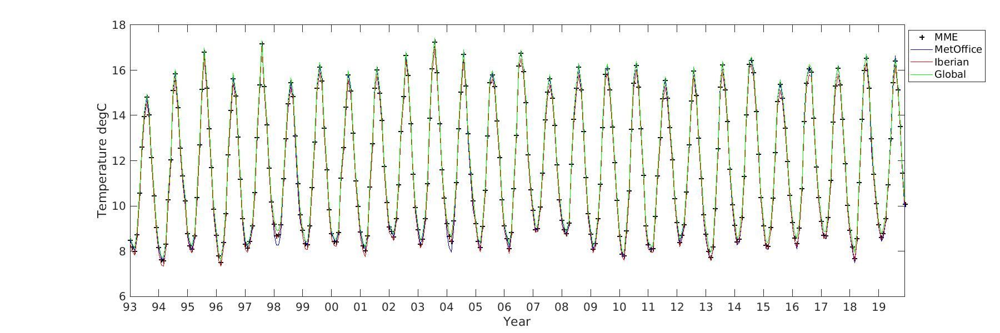 Temperature degC
18
16
14
12
10
8
6
93 94 95 96 97 98 99 00 01 02 03 04 05 06 07 08 09 10 11 12 13 14 15 16 17 18 19
Year
MME
MetOffice
Iberian
Global